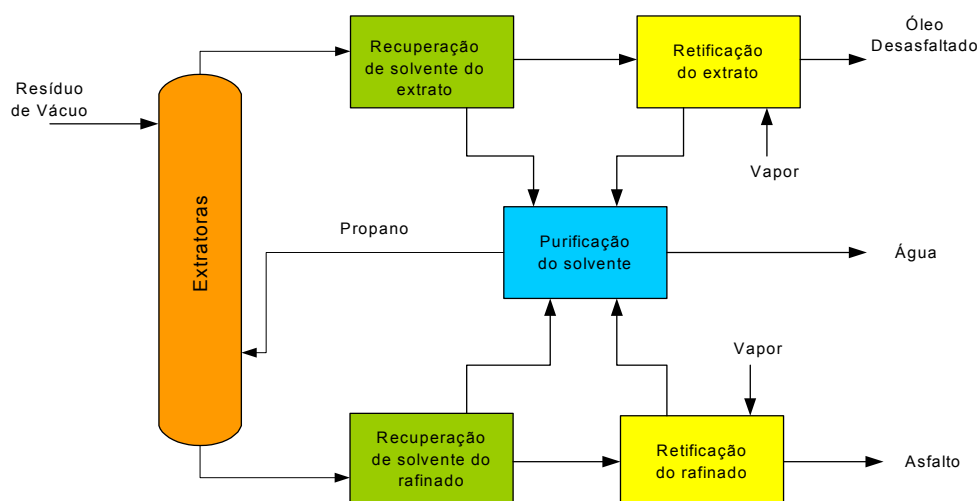 Óleo
Desasfaltado
Recuperação
de solvente do
extrato
Retificação
do extrato
Resíduo
de Vácuo
Vapor
Extratoras
Propano
Purificação
do solvente
Água
Vapor
Recuperação
de solvente do
rafinado
Retificação
do rafinado
Asfalto